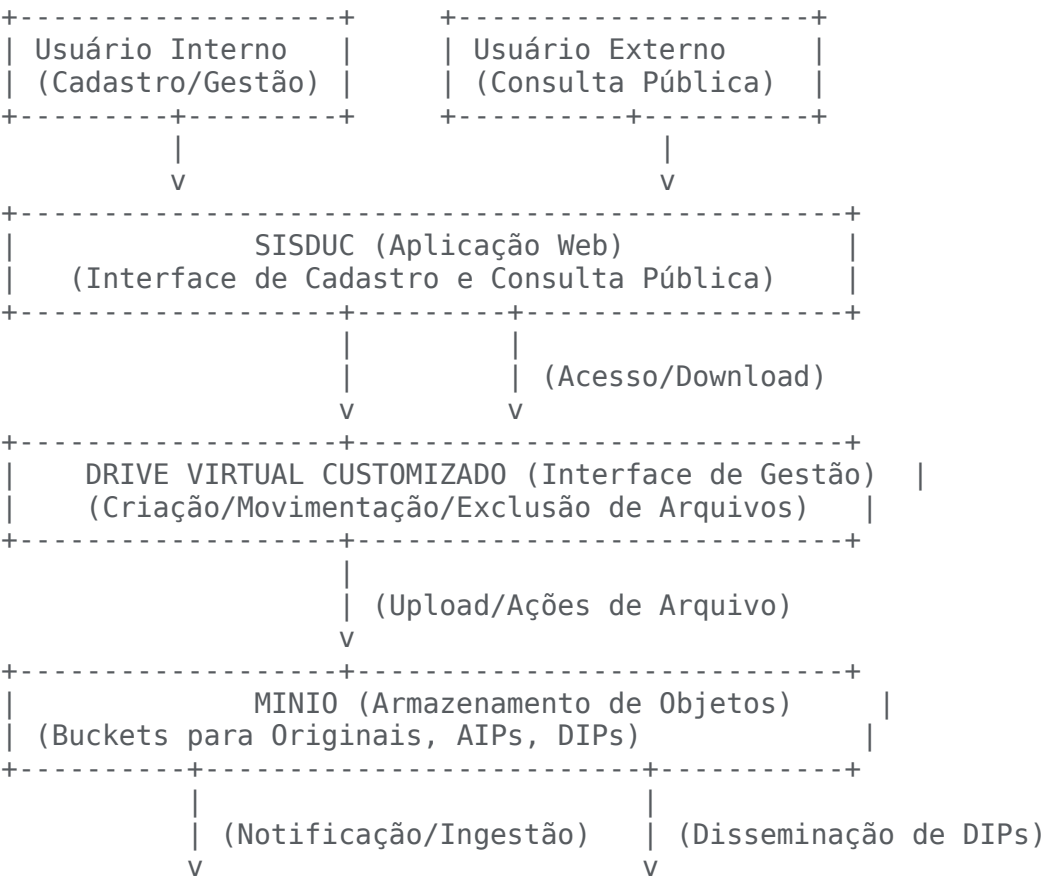 +-------------------+     +---------------------+
| Usuário Interno   |     | Usuário Externo     |
| (Cadastro/Gestão) |     | (Consulta Pública)  |
+---------+---------+     +----------+----------+
          |                            |
          v                            v
+-------------------------------------------------+
|              SISDUC (Aplicação Web)             |
|   (Interface de Cadastro e Consulta Pública)    |
+-------------------+---------+-------------------+
                    |         |
                    |         | (Acesso/Download)
                    v         v
+-------------------+-----------------------------+
|    DRIVE VIRTUAL CUSTOMIZADO (Interface de Gestão)  |
|    (Criação/Movimentação/Exclusão de Arquivos)   |
+-------------------+-----------------------------+
                    |
                    | (Upload/Ações de Arquivo)
                    v
+-------------------+-----------------------------+
|              MINIO (Armazenamento de Objetos)     |
| (Buckets para Originais, AIPs, DIPs)             |
+----------+--------------------------+-----------+
           |                          |
           | (Notificação/Ingestão)   | (Disseminação de DIPs)
           v                          v